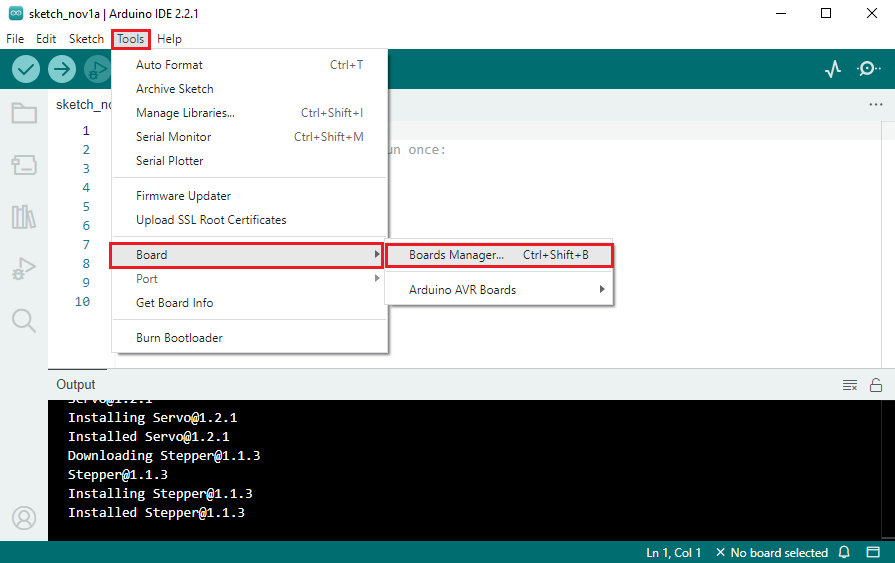 sketch_nov1a | Arduino IDE 2.2.1
File Edit Sketch Tools Help
Auto Format Ctrl+T
sketch_no
Archive Sketch
Manage Libraries... Ctrl+Shift+I
Serial Monitor Ctrl+Shift+M
Serial Plotter
Firmware Updater
Upload SSL Root Certificates
Board
Port
Get Board Info
Burn Bootloader
Boards Manager... Ctrl+Shift+B
Arduino AVR Boards
1
2 un once:
3
4
5
6
7
8
9
10
Output
Servo@1.2.1
Installing Servo@1.2.1
Installed Servo@1.2.1
Downloading Stepper@1.1.3
Stepper@1.1.3
Installing Stepper@1.1.3
Installed Stepper@1.1.3
Ln 1, Col 1 × No board selected